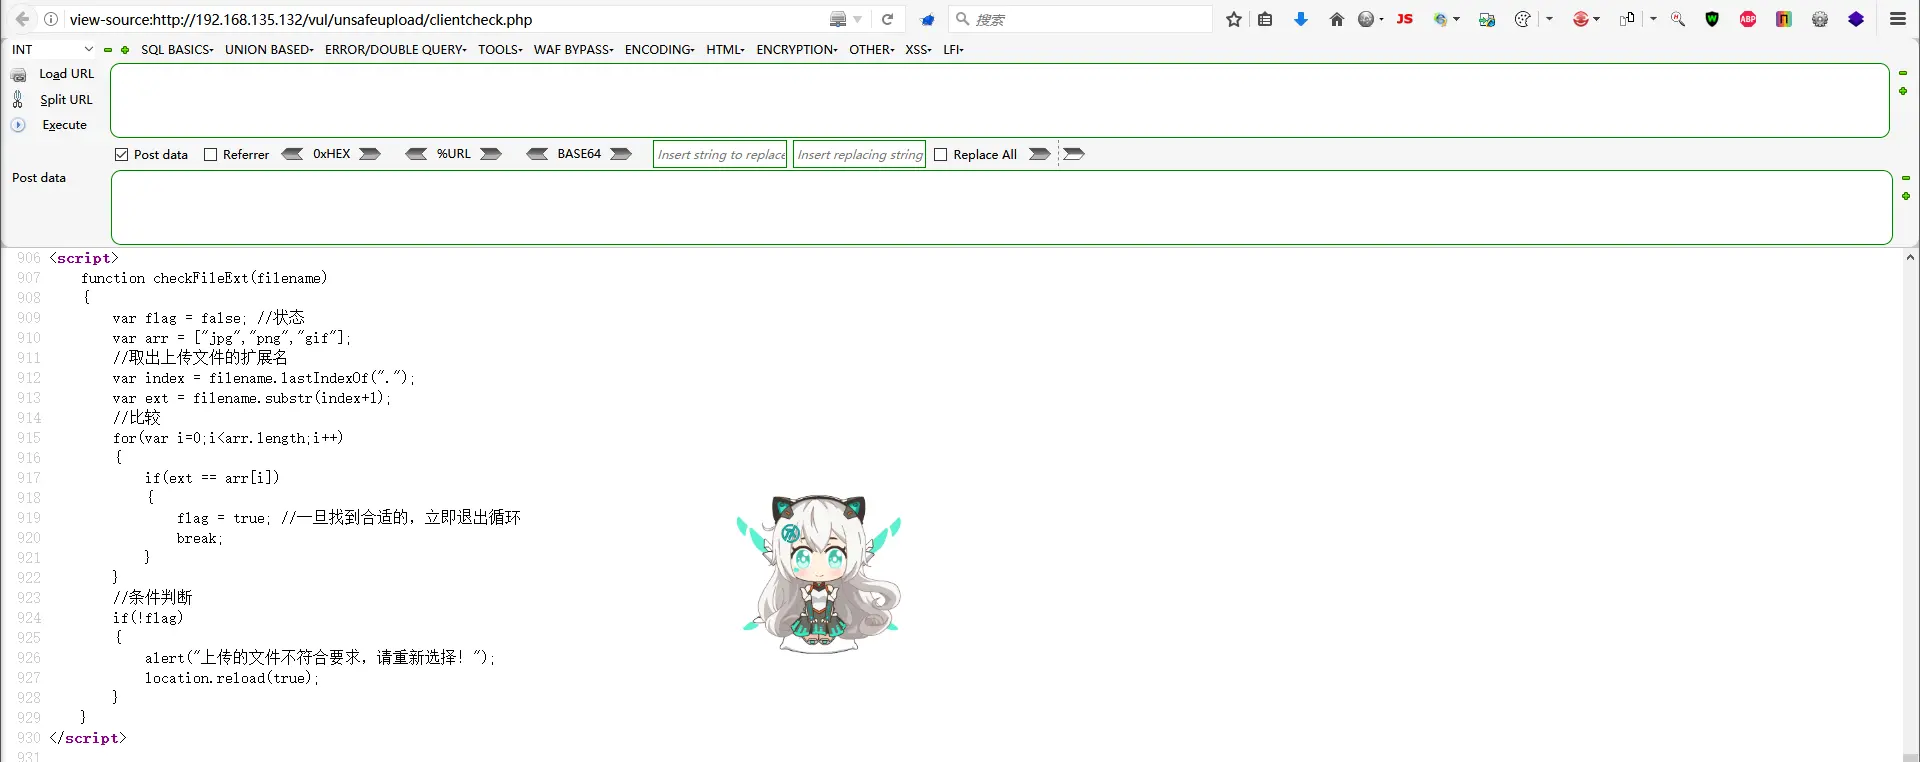 view-source:http://192.168.135.132/vul/unsafeupload/clientcheck.php
搜索
JS
W
ABP
INT
SQL BASICS
UNION BASED
ERROR/DOUBLE QUERY
TOOLS
WAF BYPASS
ENCODING
HTML
ENCRYPTION
OTHER
XSS
LFI
Load URL
Split URL
Execute
Post data
Referrer
0xHEX
%URL
BASE64
Insert string to replace
Insert replacing string
Replace All
Post data
906 <script>
907     function checkFileExt(filename)
908     {
909         var flag = false; //状态
910         var arr = ["jpg","png","gif"];
911         //取出上传文件的扩展名
912         var index = filename.lastIndexOf(".");
913         var ext = filename.substr(index+1);
914         //比较
915         for(var i=0;i<arr.length;i++)
916         {
917             if(ext == arr[i])
918             {
919                 flag = true; //一旦找到合适的，立即退出循环
920                 break;
921             }
922         }
923         //条件判断
924         if(!flag)
925         {
926             alert("上传的文件不符合要求，请重新选择！");
927             location.reload(true);
928         }
929     }
930 </script>
931